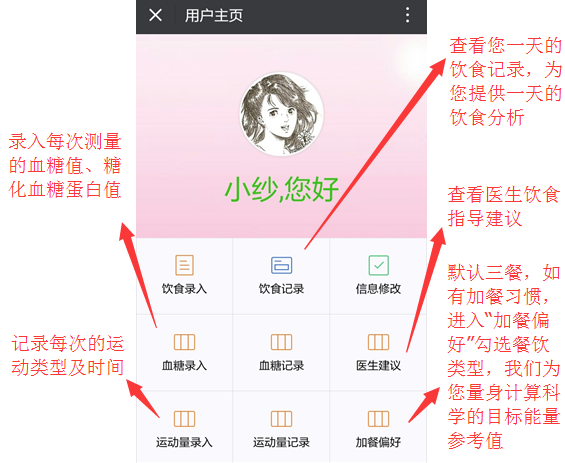 用户主页
小纱,您好
饮食录入
饮食记录
信息修改
血糖录入
血糖记录
医生建议
运动量录入
运动量记录
加餐偏好
录入每次测量
的血糖值、糖
化血糖蛋白值
记录每次的运
动类型及时间
查看您一天的
饮食记录，为
您提供一天的
饮食分析
查看医生饮食
指导建议
默认三餐，如
有加餐习惯，
进入“加餐偏
好”勾选餐饮
类型，我们为
您量身计算科
学的目标能量
参考值